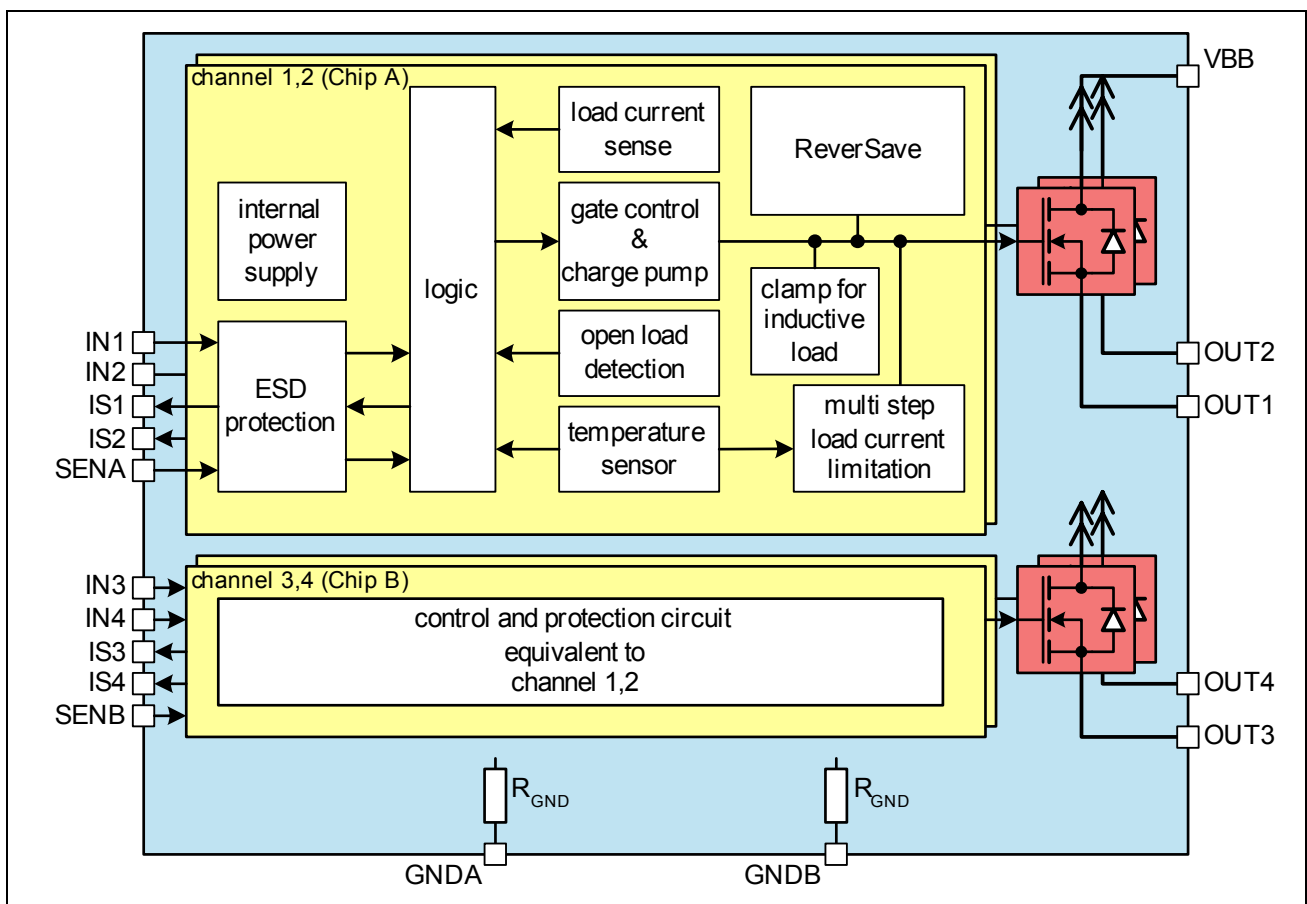 channel 1,2 (Chip A)
VBB
load current
sense
ReverSave
internal
power
supply
logic
gate control
&
charge pump
clamp for
inductive
load
IN1
IN2
IS1
IS2
SENA
ESD
protection
open load
detection
temperature
sensor
multi step
load current
limitation
OUT2
OUT1
channel 3,4 (Chip B)
IN3
IN4
IS3
IS4
SENB
control and protection circuit
equivalent to
channel 1,2
OUT4
OUT3
RGND
RGND
GNDA
GNDB